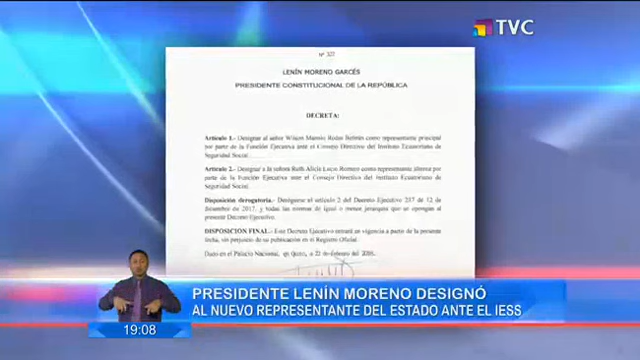 TVC
Nº 327
LENÍN MORENO GARCÉS
PRESIDENTE CONSTITUCIONAL DE LA REPÚBLICA
DECRETA:
Artículo 1.- Designar al señor Wilson Marcelo Rodas Beltrán como representante principal
por parte de la Función Ejecutiva ante el Consejo Directivo del Instituto Ecuatoriano de
Seguridad Social.
Artículo 2.- Designar a la señora Ruth Alicia Lucio Romero como representante alterna por
parte de la Función Ejecutiva ante el Consejo Directivo del Instituto Ecuatoriano de
Seguridad Social.
Disposición derogatoria.- Deróguese el artículo 2 del Decreto Ejecutivo 237 de 12 de
diciembre de 2017, y todas las normas de igual o menor jerarquía que se opongan al
presente Decreto Ejecutivo.
DISPOSICIÓN FINAL.- Este Decreto Ejecutivo entrará en vigencia a partir de la presente
fecha, sin perjuicio de su publicación en el Registro Oficial.
Dado en el Palacio Nacional, en Quito, a 22 de febrero del 2018.
PRESIDENTE LENÍN MORENO DESIGNÓ
AL NUEVO REPRESENTANTE DEL ESTADO ANTE EL IESS
19:08